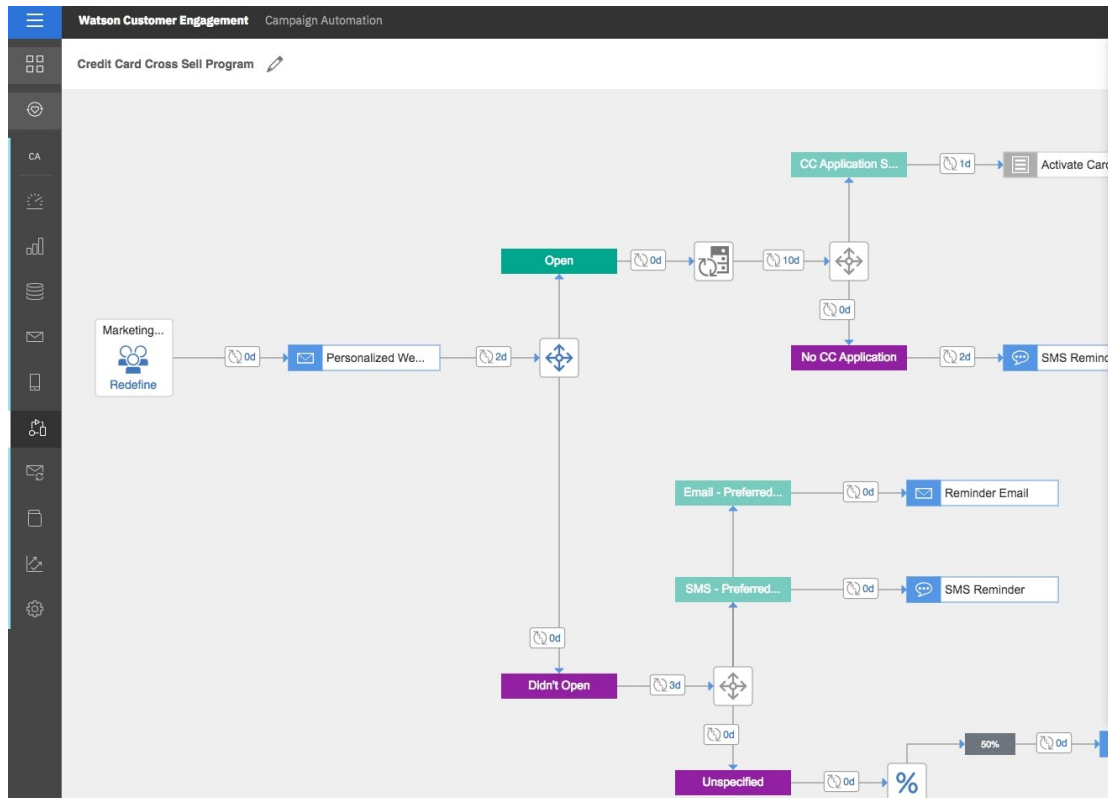 Watson Customer Engagement Campaign Automation
Credit Card Cross Sell Program
CA
CC Application S...
1d
Activate Card
Open
0d
10d
0d
Marketing...
Redefine
0d
Personalized We...
2d
No CC Application
2d
SMS Remind
Email - Preferred...
0d
Reminder Email
SMS - Preferred...
0d
SMS Reminder
0d
Didn't Open
3d
0d
50%
0d
Unspecified
0d
%